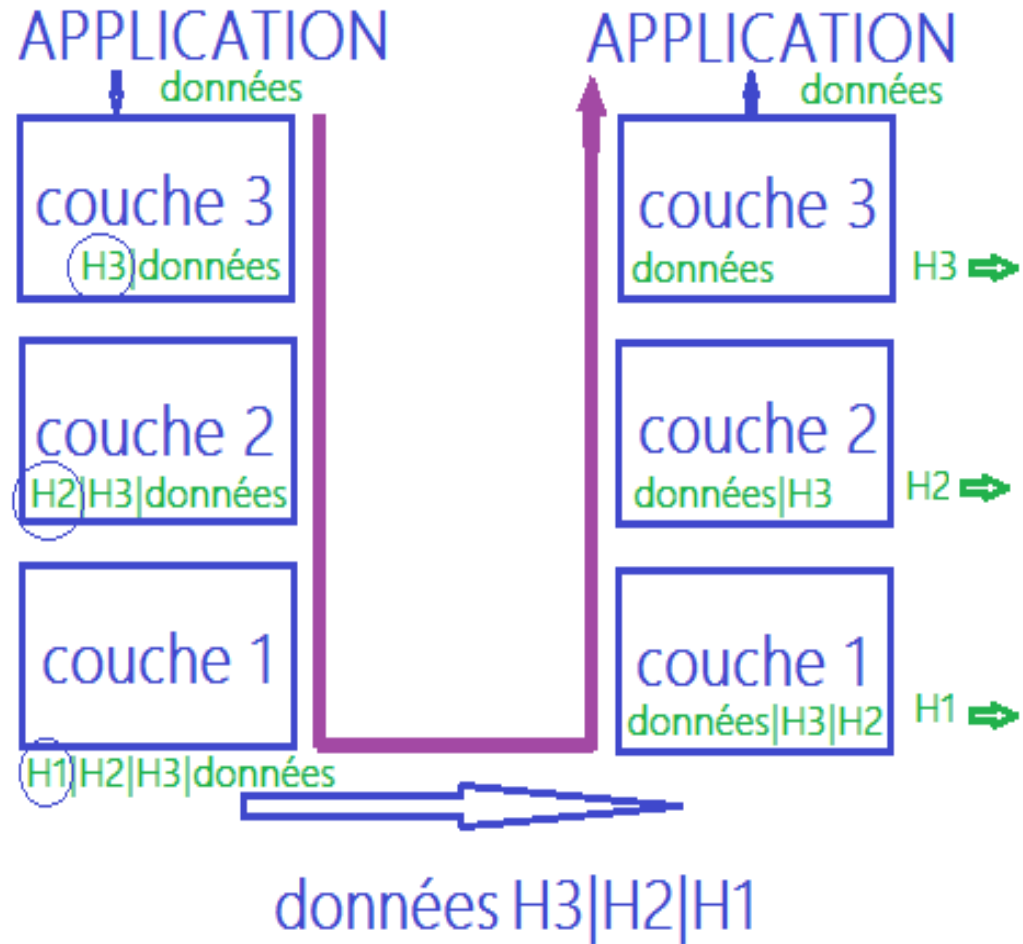 APPLICATION
données
couche 3
H3|données
couche 2
H2|H3|données
couche 1
H1|H2|H3|données
APPLICATION
données
couche 3
données
H3
couche 2
données|H3
H2
couche 1
données|H3|H2
H1
données H3|H2|H1